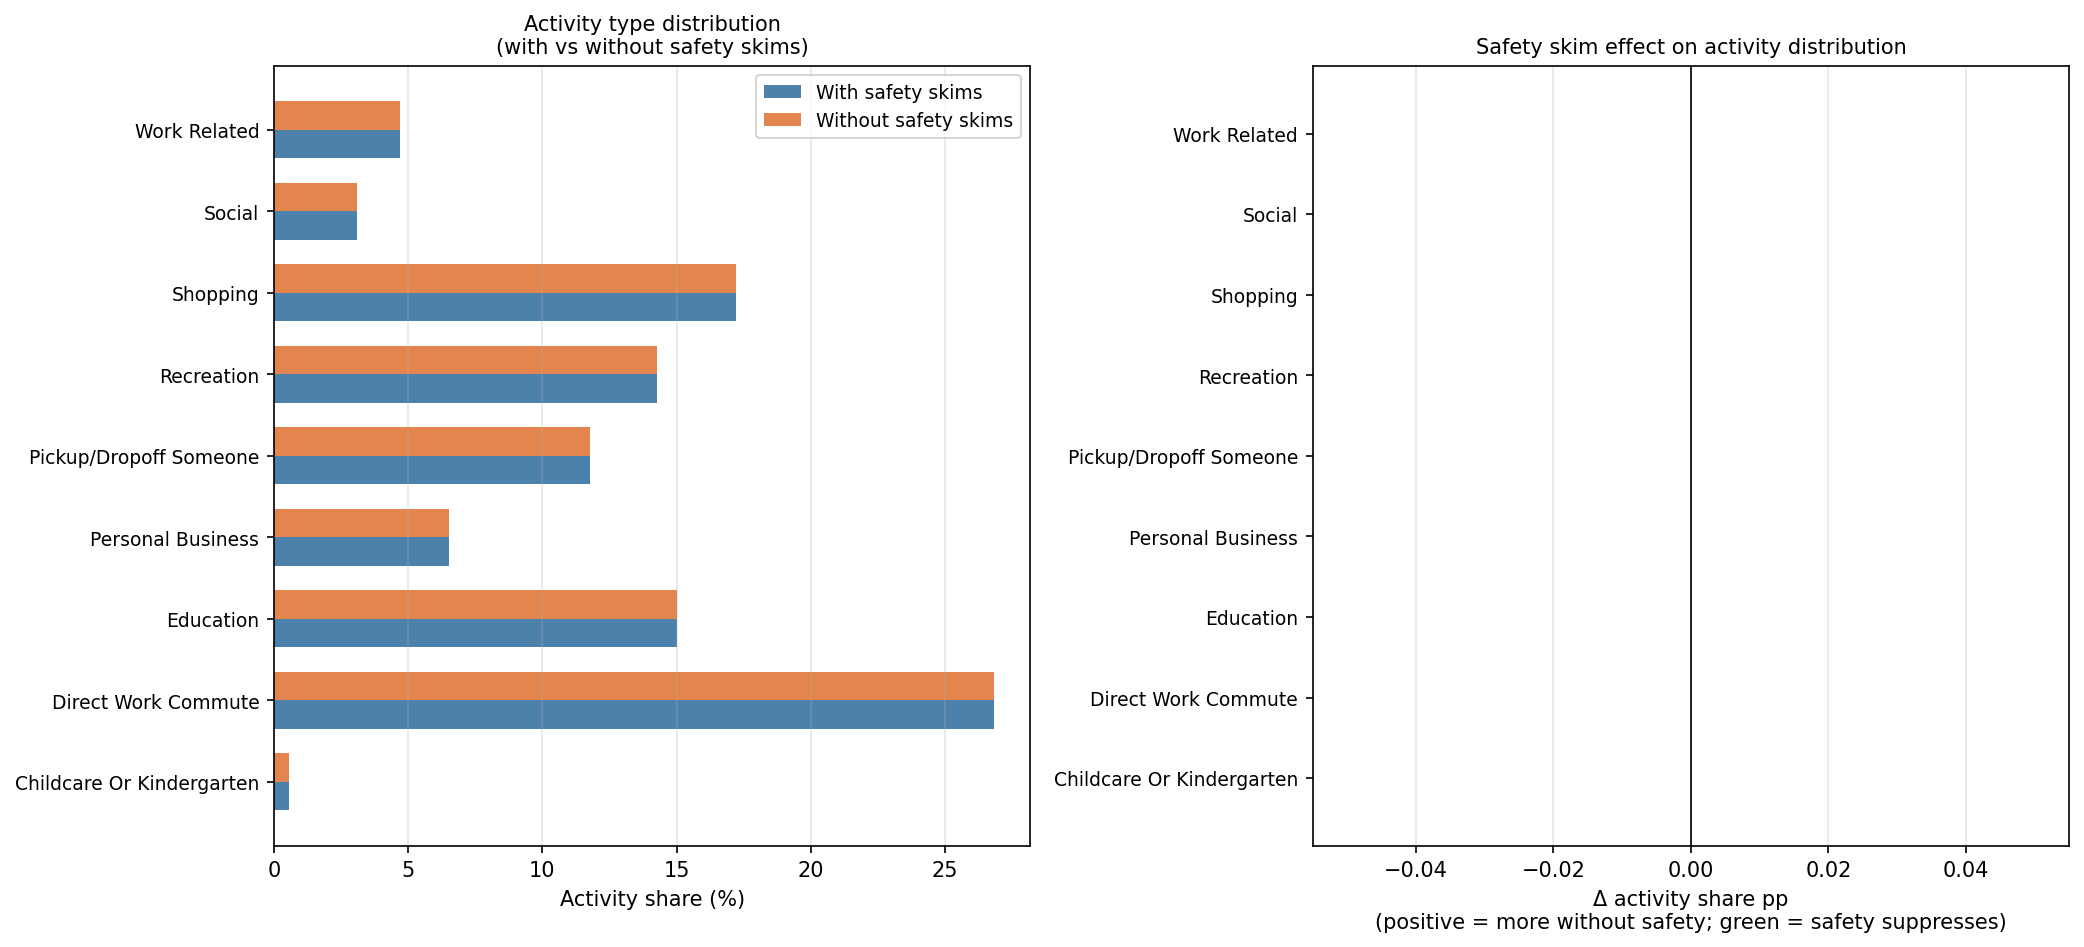 Activity type distribution
(with vs without safety skims)
With safety skims
Without safety skims
Work Related
Social
Shopping
Recreation
Pickup/Dropoff Someone
Personal Business
Education
Direct Work Commute
Childcare Or Kindergarten
0 5 10 15 20 25
Activity share (%)
Safety skim effect on activity distribution
Work Related
Social
Shopping
Recreation
Pickup/Dropoff Someone
Personal Business
Education
Direct Work Commute
Childcare Or Kindergarten
−0.04 −0.02 0.00 0.02 0.04
Δ activity share pp
(positive = more without safety; green = safety suppresses)